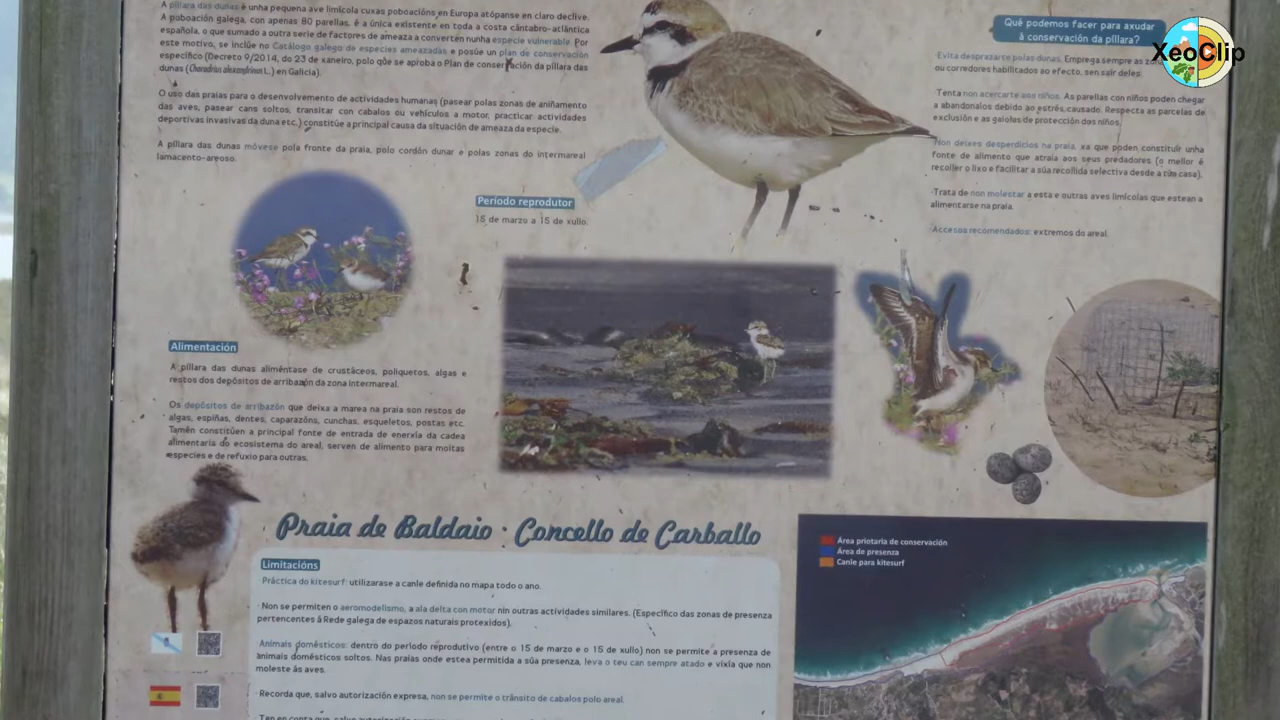 A píllara das dunas é unha pequena ave limícola cuxas poboacións en Europa atópanse en claro declive.
A poboación galega, con apenas 80 parellas, é a única existente en toda a costa cántabro-atlántica
española, o que sumado a outra serie de factores de ameaza a converten nunha especie vulnerable. Por
este motivo, se inclúe no Catálogo galego de especies ameazadas e posúe un plan de conservación
específico (Decreto 9/2014, do 23 de xaneiro, polo que se aproba o Plan de conservación da píllara das
dunas (Charadrius alexandrinus L.) en Galicia).
O uso das praias para o desenvolvemento de actividades humanas (pasear polas zonas de aniñamento
das aves, pasear cans soltos, transitar con cabalos ou vehículos a motor, practicar actividades
deportivas invasivas da duna etc.) constitúe a principal causa da situación de ameaza da especie.
A píllara das dunas móvese pola fronte da praia, polo cordón dunar e polas zonas do intermareal
lamacento-areoso.
Período reprodutor
15 de marzo a 15 de xullo.
Que podemos facer para axudar
á conservación da píllara?
XeoClip
Evita desprazarte polas dunas. Emprega sempre as
ou corredores habilitados ao efecto, sen saír deles.
Tenta non acercarte aos niños. As parellas con niños poden chegar
a abandonalos debido ao estrés causado. Respecta as parcelas de
exclusión e as gaiolas de protección dos niños.
Non deixes desperdicios na praia, xa que poden constituír unha
fonte de alimento que atraia aos seus predadores (o mellor é
recoller o lixo e facilitar a súa recollida selectiva desde a túa casa).
Trata de non molestar a esta e outras aves limícolas que estean a
alimentarse na praia.
Accesos recomendados: extremos do areal.
Alimentación
A píllara das dunas aliméntase de crustáceos, poliquetos, algas e
restos dos depósitos de arribazón da zona intermareal.
Os depósitos de arribazón que deixa a marea na praia son restos de
algas, espiñas, dentes, caparazóns, cunchas, esqueletos, postas etc.
Tamén constitúen a principal fonte de entrada de enerxía da cadea
alimentaria do ecosistema do areal, serven de alimento para moitas
especies e de refuxio para outras.
Praia de Baldaio · Concello de Carballo
Limitacións
Práctica do kitesurf: utilizarase a canle definida no mapa todo o ano.
Non se permiten o aeromodelismo, a ala delta con motor nin outras actividades similares. (Específico das zonas de presenza
pertencentes á Rede galega de espazos naturais protexidos).
Animais domésticos: dentro do período reprodutivo (entre o 15 de marzo e o 15 de xullo) non se permite a presenza de
animais domésticos soltos. Nas praias onde estea permitida a súa presenza, leva o teu can sempre atado e vixía que non
moleste ás aves.
Recorda que, salvo autorización expresa, non se permite o tránsito de cabalos polo areal.
Ten en conta que, salvo autorización
Área priotaria de conservación
Área de presenza
Canle para kitesurf